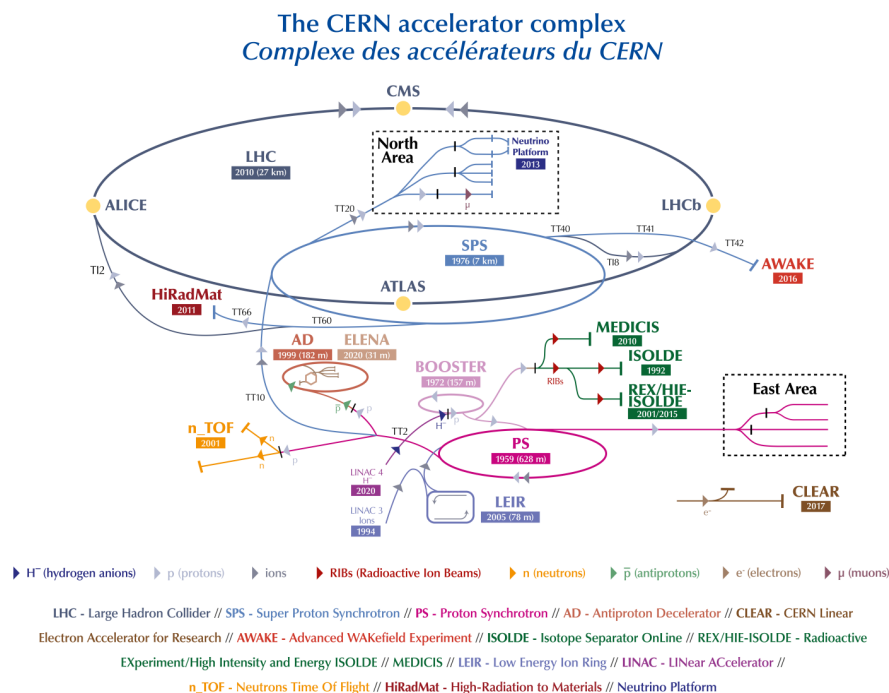 The CERN accelerator complex
Complexe des accélérateurs du CERN
CMS
North
Area
Neutrino
Platform
2013
LHC
2010 (27 km)
μ
ALICE
LHCb
TT20
TT40
TT41
SPS
1976 (7 km)
TI8
TT42
AWAKE
2016
TI2
HiRadMat
2011
TT66
ATLAS
TT60
AD
1999 (182 m)
ELENA
2020 (31 m)
MEDICIS
2010
BOOSTER
1972 (157 m)
ISOLDE
1992
RIBs
REX/HIE-
ISOLDE
2001/2015
East Area
TT10
p̅
p
H⁻
p
n_TOF
2001
n
n
p
TT2
PS
1959 (628 m)
LINAC 4
H⁻
2020
LINAC 3
Ions
1994
LEIR
2005 (78 m)
e⁻
CLEAR
2017
H⁻ (hydrogen anions)
p (protons)
ions
RIBs (Radioactive Ion Beams)
n (neutrons)
p̅ (antiprotons)
e⁻ (electrons)
μ (muons)
LHC - Large Hadron Collider // SPS - Super Proton Synchrotron // PS - Proton Synchrotron // AD - Antiproton Decelerator // CLEAR - CERN Linear
Electron Accelerator for Research // AWAKE - Advanced WAKefield Experiment // ISOLDE - Isotope Separator OnLine // REX/HIE-ISOLDE - Radioactive
EXperiment/High Intensity and Energy ISOLDE // MEDICIS // LEIR - Low Energy Ion Ring // LINAC - LINear ACcelerator //
n_TOF - Neutrons Time Of Flight // HiRadMat - High-Radiation to Materials // Neutrino Platform